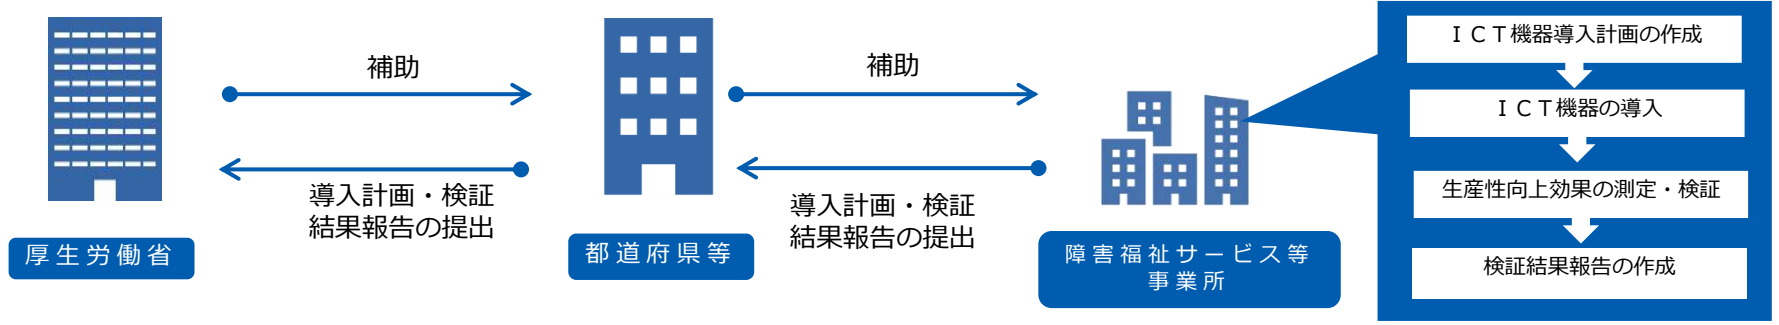 補助
導入計画・検証
結果報告の提出
厚生労働省
補助
導入計画・検証
結果報告の提出
都道府県等
障害福祉サービス等
事業所
ＩＣＴ機器導入計画の作成
ＩＣＴ機器の導入
生産性向上効果の測定・検証
検証結果報告の作成